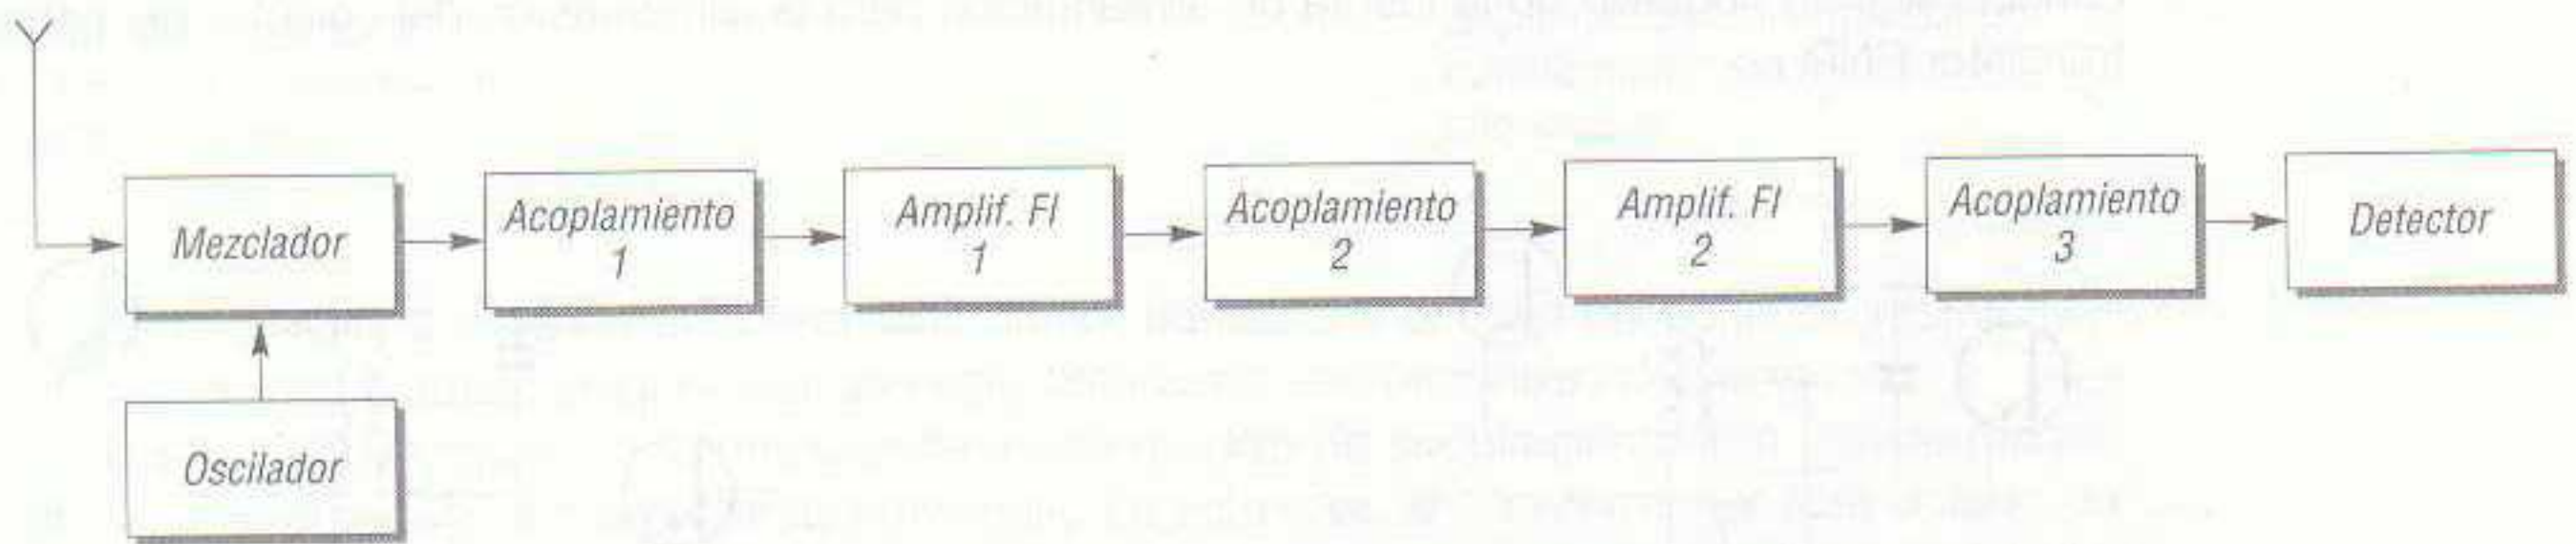 Mezclador
Acoplamiento
1
Amplif. FI
1
Acoplamiento
2
Amplif. FI
2
Acoplamiento
3
Detector
Oscilador